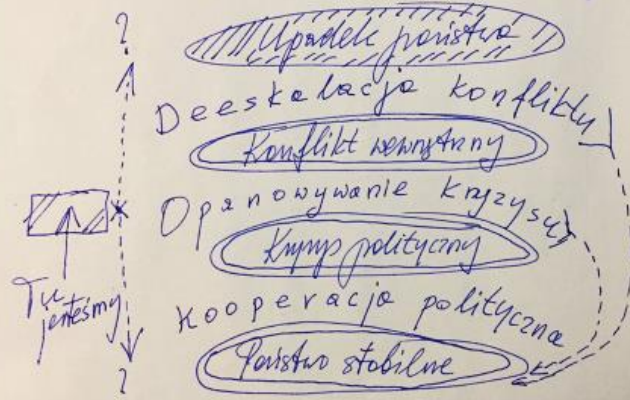 ?
Upadek państwa
Deeskalacja konfliktu
Konflikt wewnętrzny
Opanowywanie kryzysu
Kryzys polityczny
Tu jesteśmy
Kooperacja polityczna
Państwo stabilne
?